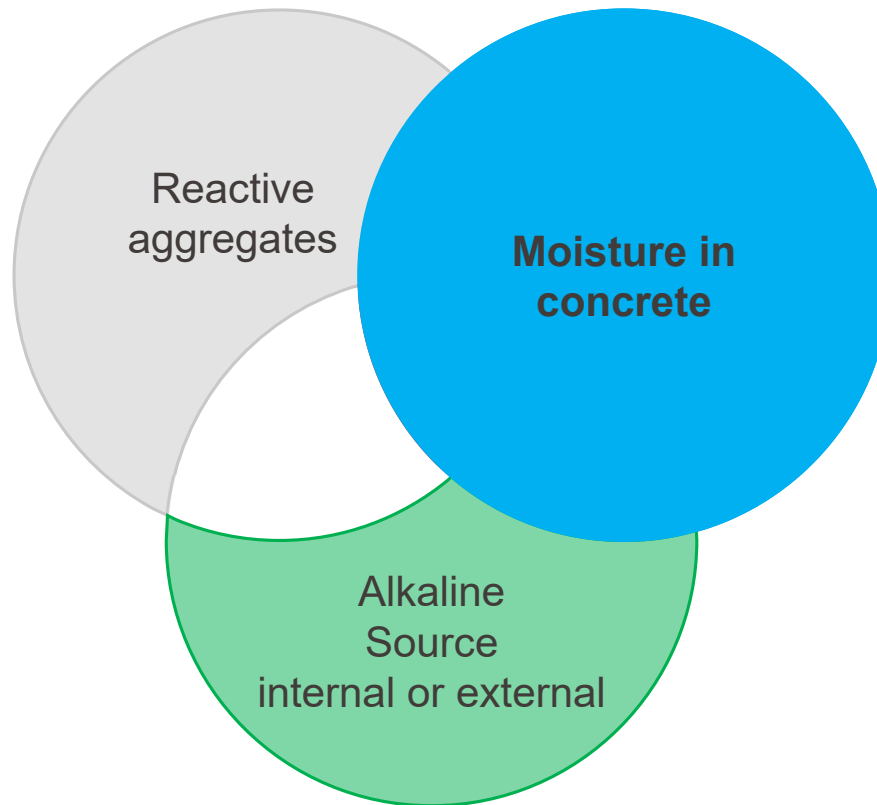 Reactive
aggregates
Moisture in
concrete
Alkaline
Source
internal or external